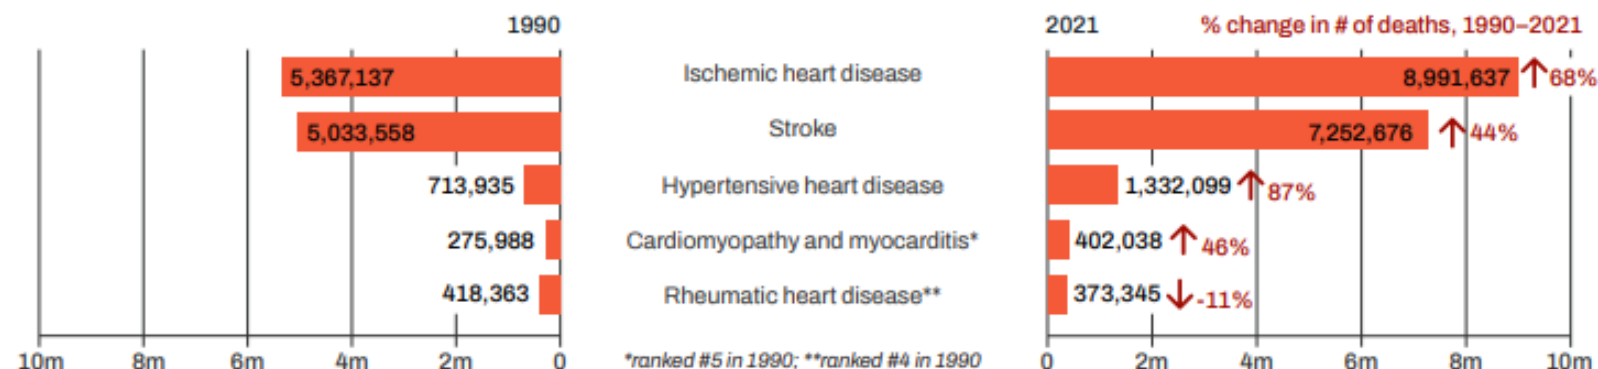 1990 2021 % change in # of deaths, 1990–2021
5,367,137 Ischemic heart disease 8,991,637 68%
5,033,558 Stroke 7,252,676 44%
713,935 Hypertensive heart disease 1,332,099 87%
275,988 Cardiomyopathy and myocarditis* 402,038 46%
418,363 Rheumatic heart disease** 373,345 -11%
10m 8m 6m 4m 2m 0 *ranked #5 in 1990; **ranked #4 in 1990 0 2m 4m 6m 8m 10m